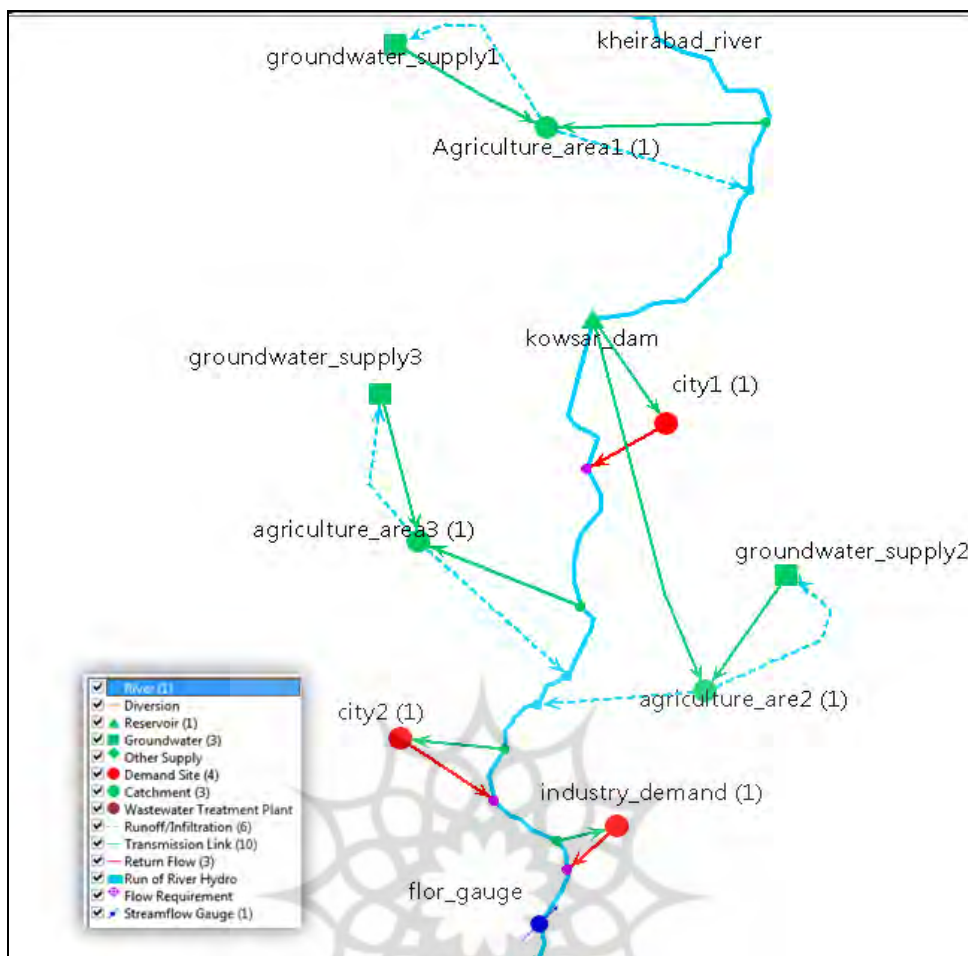 kheirabad_river
groundwater_supply1
Agriculture_area1 (1)
kowsar_dam
groundwater_supply3
city1 (1)
agriculture_area3 (1)
groundwater_supply2
agriculture_are2 (1)
city2 (1)
industry_demand (1)
flor_gauge
River (1)
Diversion
Reservoir (1)
Groundwater (3)
Other Supply
Demand Site (4)
Catchment (3)
Wastewater Treatment Plant
Runoff/Infiltration (6)
Transmission Link (10)
Return Flow (3)
Run of River Hydro
Flow Requirement
Streamflow Gauge (1)